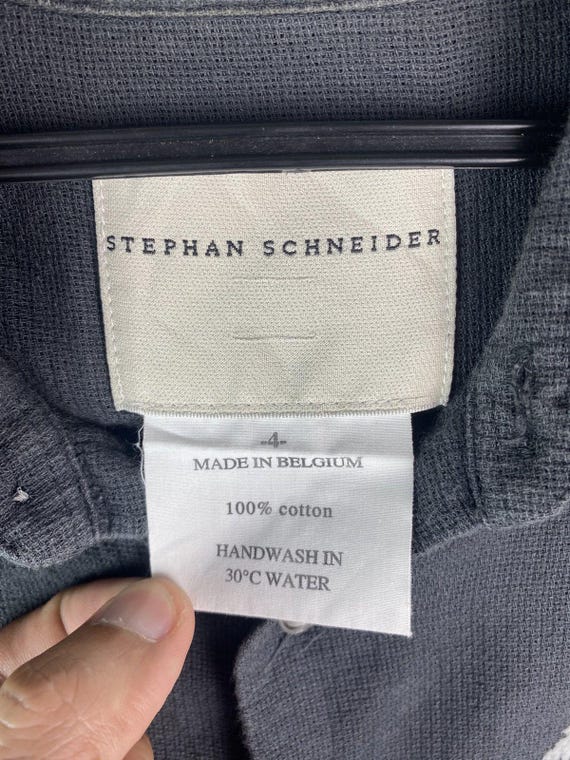 STEPHAN SCHNEIDER
-4-
MADE IN BELGIUM
100% cotton
HANDWASH IN
30°C WATER